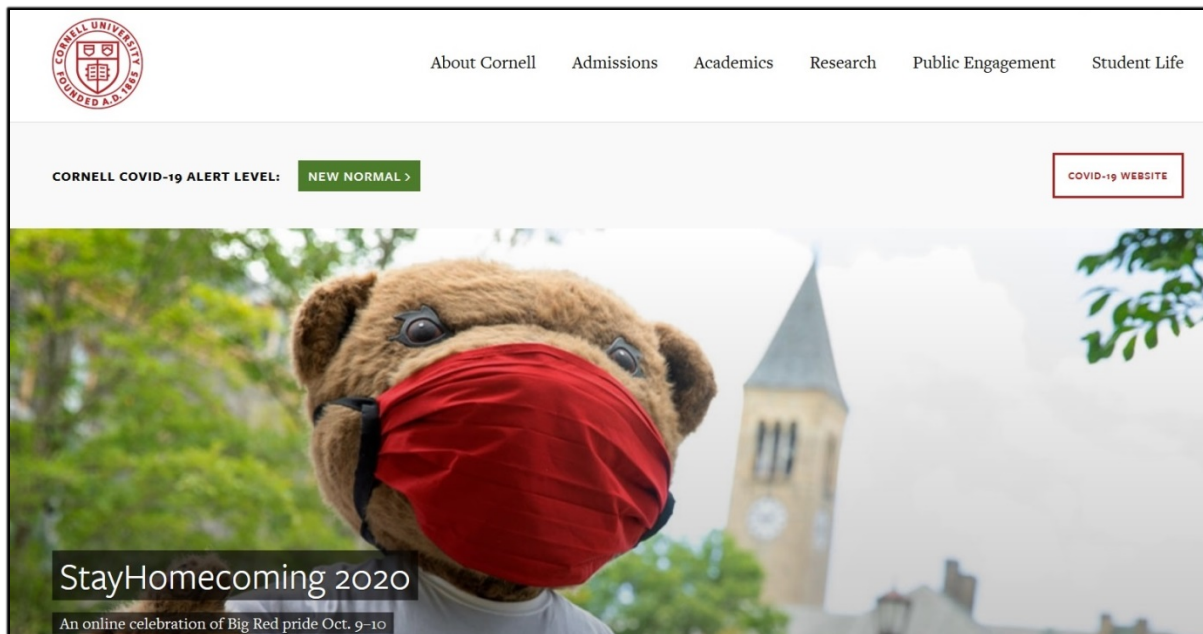 CORNELL UNIVERSITY
FOUNDED A.D. 1865
About Cornell Admissions Academics Research Public Engagement Student Life
CORNELL COVID-19 ALERT LEVEL: NEW NORMAL > COVID-19 WEBSITE
StayHomecoming 2020
An online celebration of Big Red pride Oct. 9–10